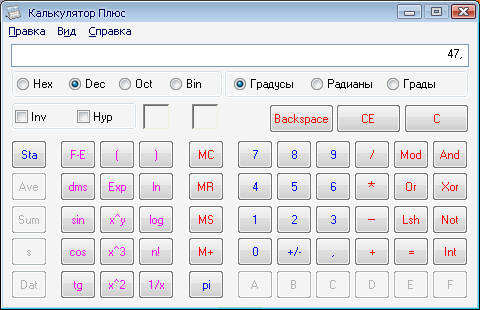 Калькулятор Плюс
Правка Вид Справка
47,
Hex Dec Oct Bin Градусы Радианы Грады
Inv Hyp Backspace CE C
Sta F-E ( ) MC 7 8 9 / Mod And
Ave dms Exp ln MR 4 5 6 * Or Xor
Sum sin x^y log MS 1 2 3 − Lsh Not
s cos x^3 n! M+ 0 +/- , + = Int
Dat tg x^2 1/x pi A B C D E F